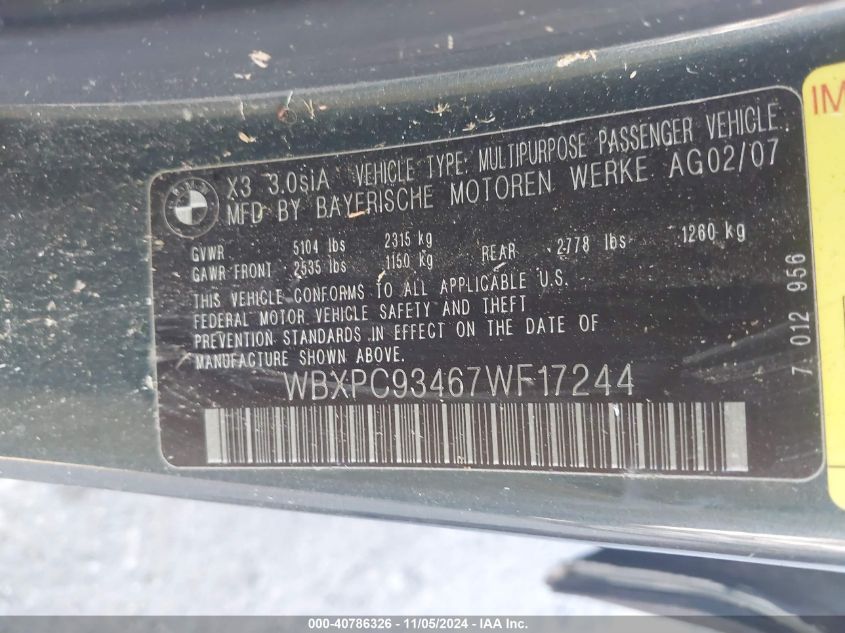 X3 3.0siA VEHICLE TYPE: MULTIPURPOSE PASSENGER VEHICLE
MFD BY BAYERISCHE MOTOREN WERKE AG02/07
GVWR 5104 lbs 2315 kg
GAWR FRONT 2535 lbs 1150 kg REAR 2778 lbs 1260 kg
THIS VEHICLE CONFORMS TO ALL APPLICABLE U.S.
FEDERAL MOTOR VEHICLE SAFETY AND THEFT
PREVENTION STANDARDS IN EFFECT ON THE DATE OF
MANUFACTURE SHOWN ABOVE.
WBXPC93467WF17244
7 012 956
IM
000-40786326 - 11/05/2024 - IAA Inc.